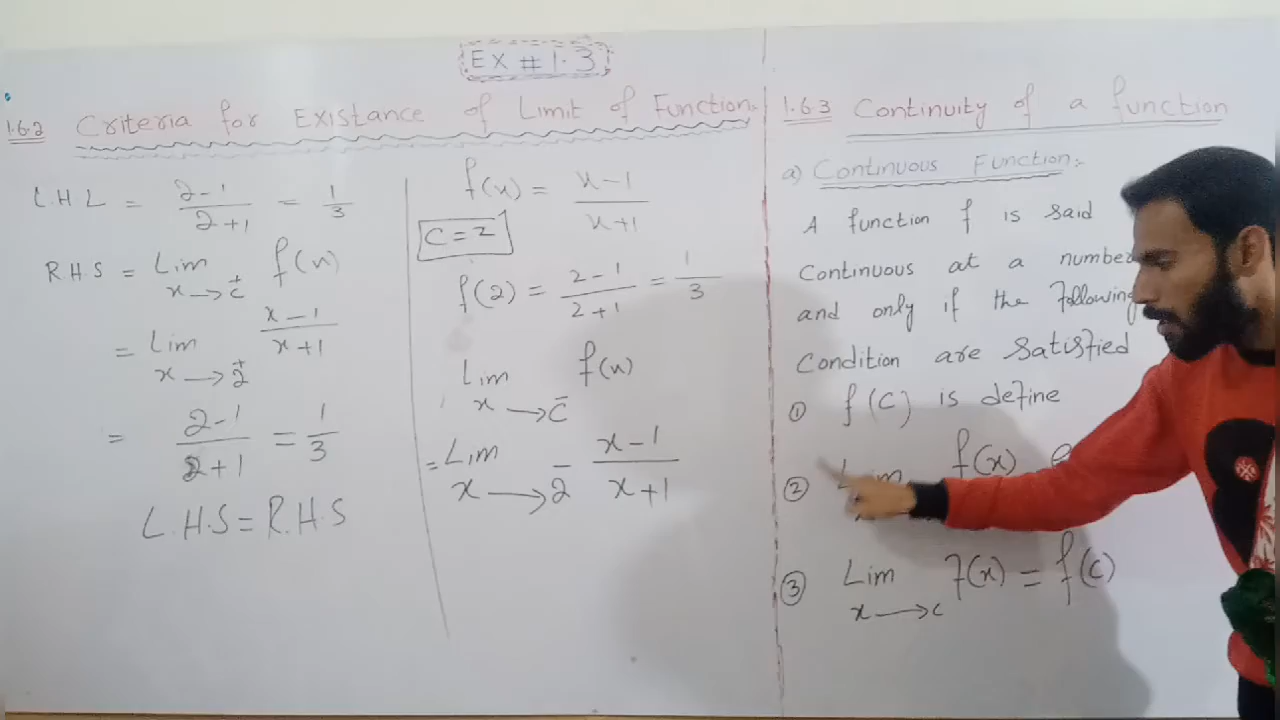 EX # 1.3
1.6.2 Criteria for Existance of Limit of Function:-
L.H.L = 2-1/2+1 = 1/3
R.H.S = Lim x→c⁺ f(x)
= Lim x→2⁺ x-1/x+1
= 2-1/2+1 = 1/3
L.H.S = R.H.S
f(x) = x-1/x+1
C = 2
f(2) = 2-1/2+1 = 1/3
Lim x→c⁻ f(x)
= Lim x→2⁻ x-1/x+1
1.6.3 Continuity of a function
a) Continuous Function:-
A function f is said
Continuous at a number
and only if the following
Condition are satisfied
① f(C) is define
② Lim f(x)
③ Lim x→c f(x) = f(c)